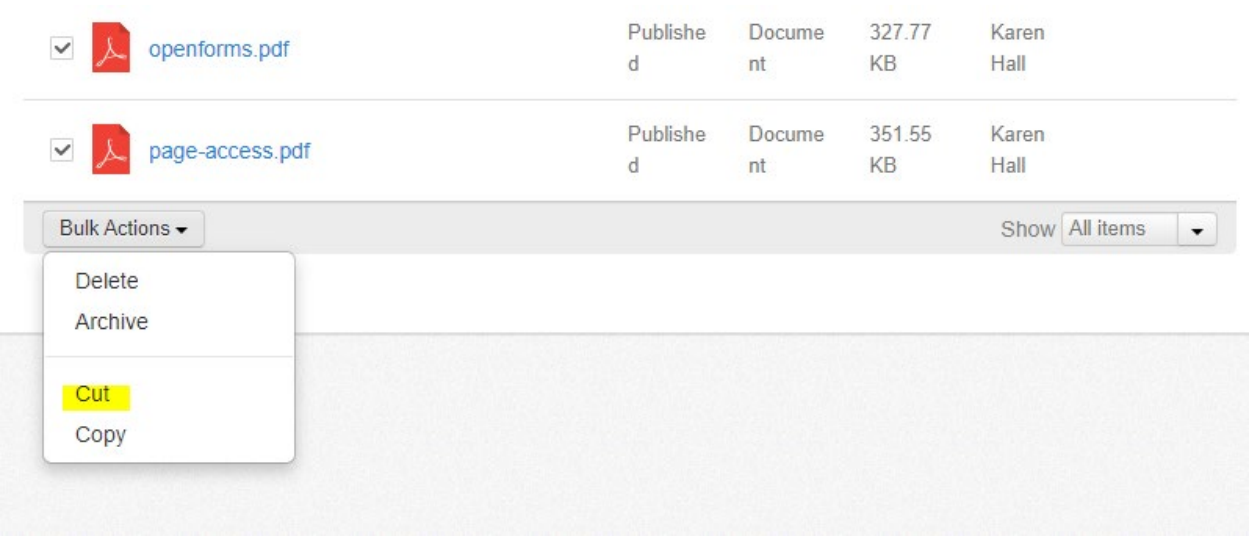 openforms.pdf
Publishe
d
Docume
nt
327.77
KB
Karen
Hall
page-access.pdf
Publishe
d
Docume
nt
351.55
KB
Karen
Hall
Bulk Actions
Show All items
Delete
Archive
Cut
Copy